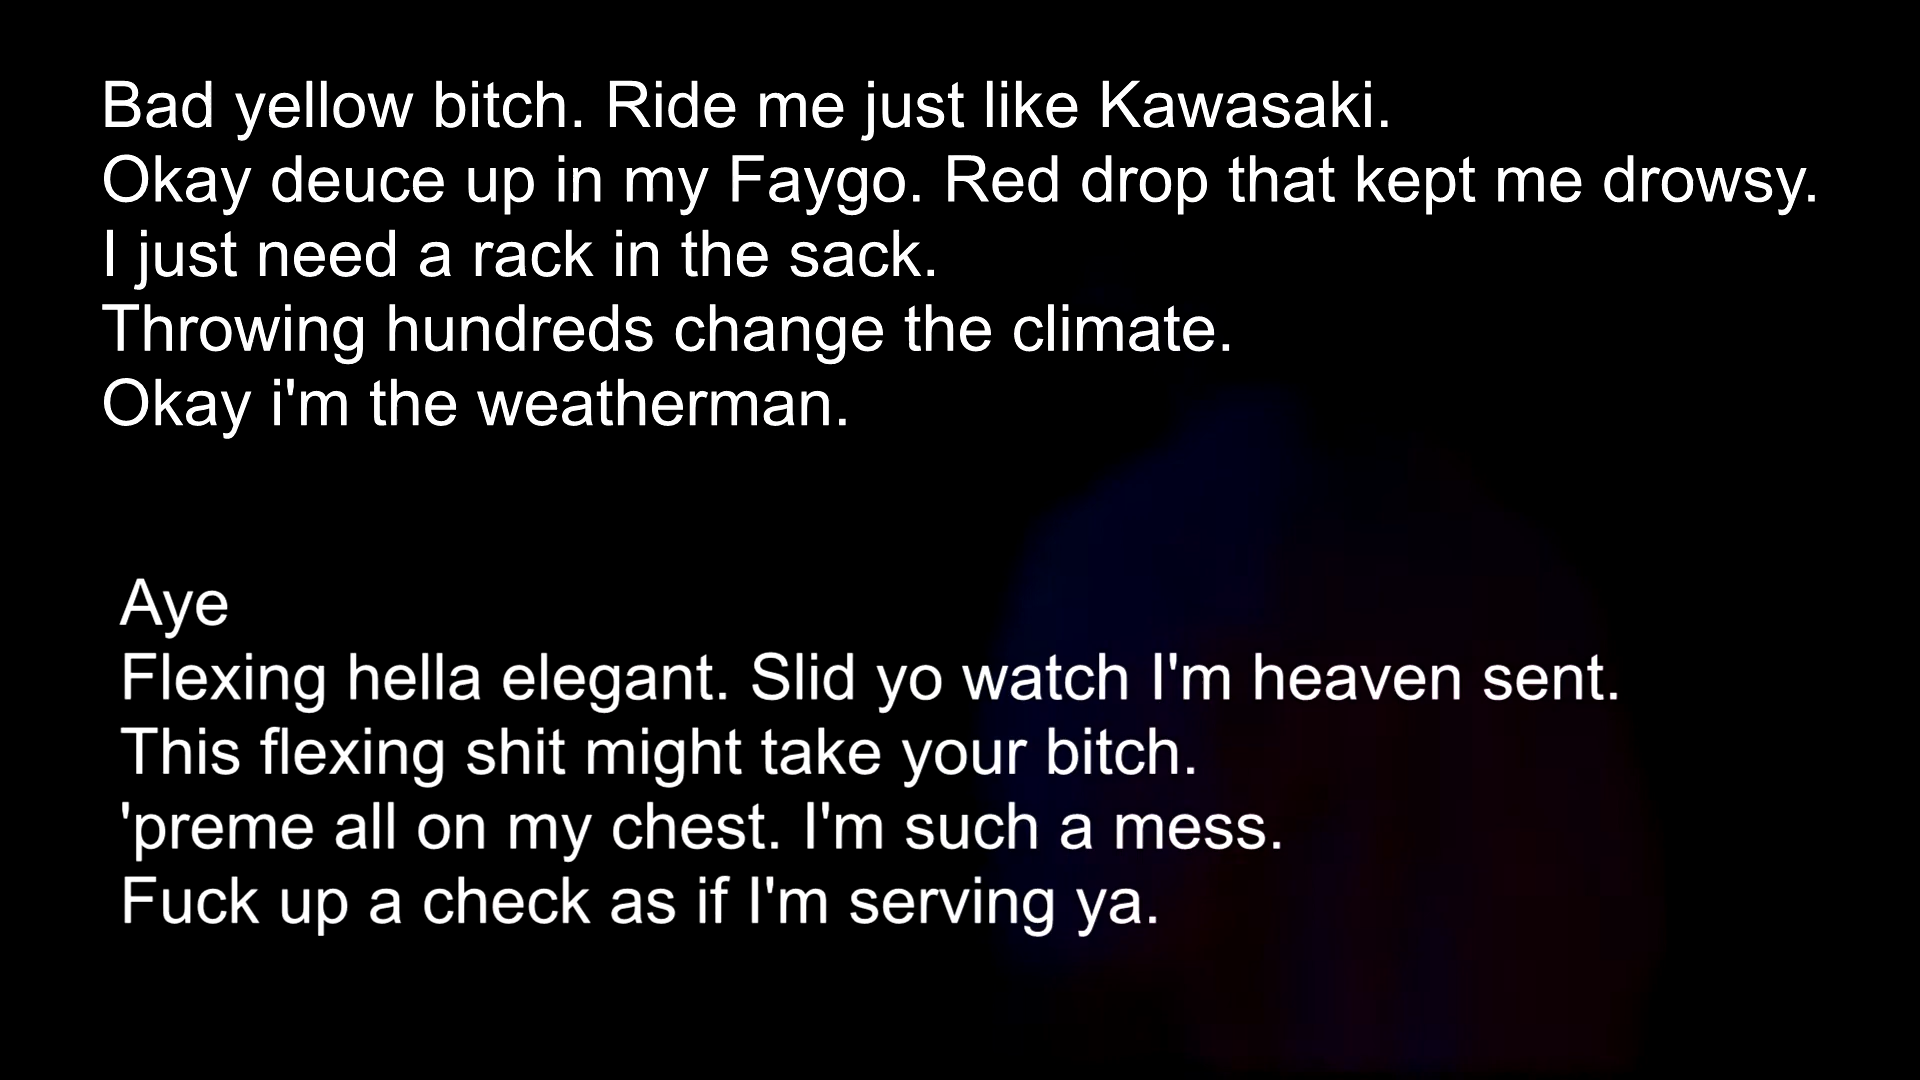 Bad yellow bitch. Ride me just like Kawasaki.
Okay deuce up in my Faygo. Red drop that kept me drowsy.
I just need a rack in the sack.
Throwing hundreds change the climate.
Okay i'm the weatherman.
Aye
Flexing hella elegant. Slid yo watch I'm heaven sent.
This flexing shit might take your bitch.
'preme all on my chest. I'm such a mess.
Fuck up a check as if I'm serving ya.